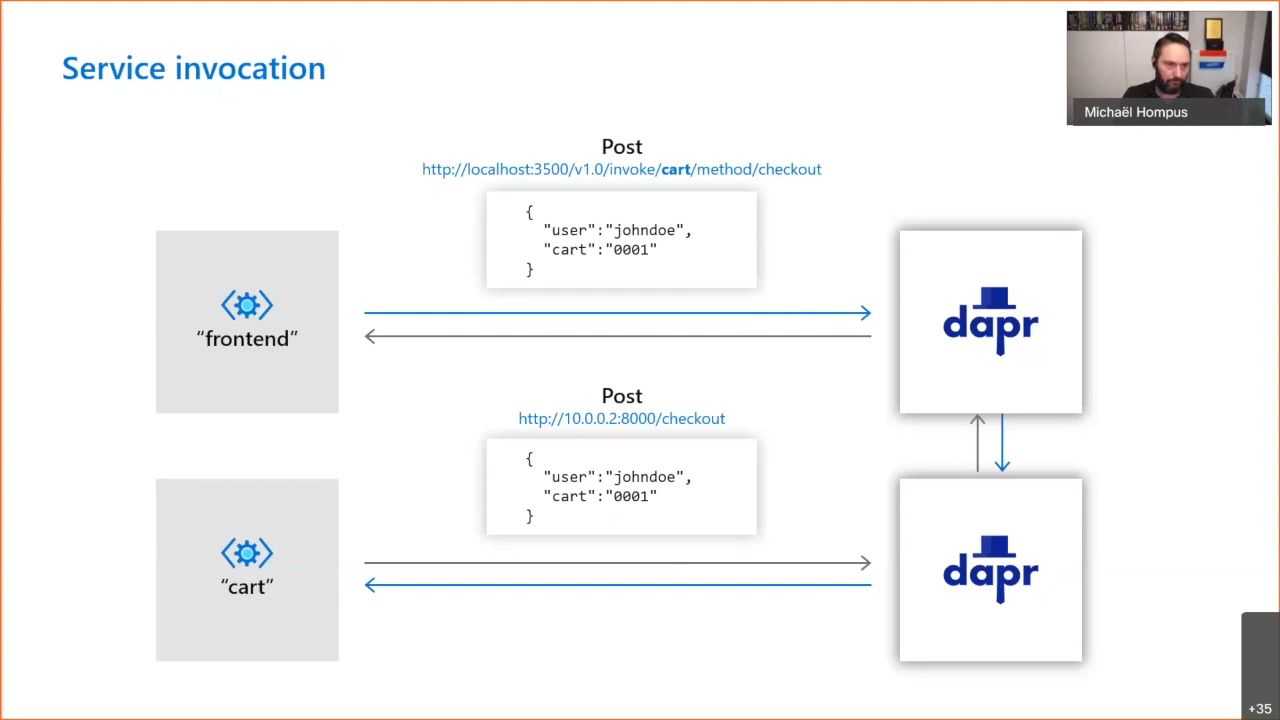 Service invocation
Michaël Hompus
Post
http://localhost:3500/v1.0/invoke/cart/method/checkout
{
"user":"johndoe",
"cart":"0001"
}
“frontend”
dapr
Post
http://10.0.0.2:8000/checkout
{
"user":"johndoe",
"cart":"0001"
}
“cart”
dapr
+35